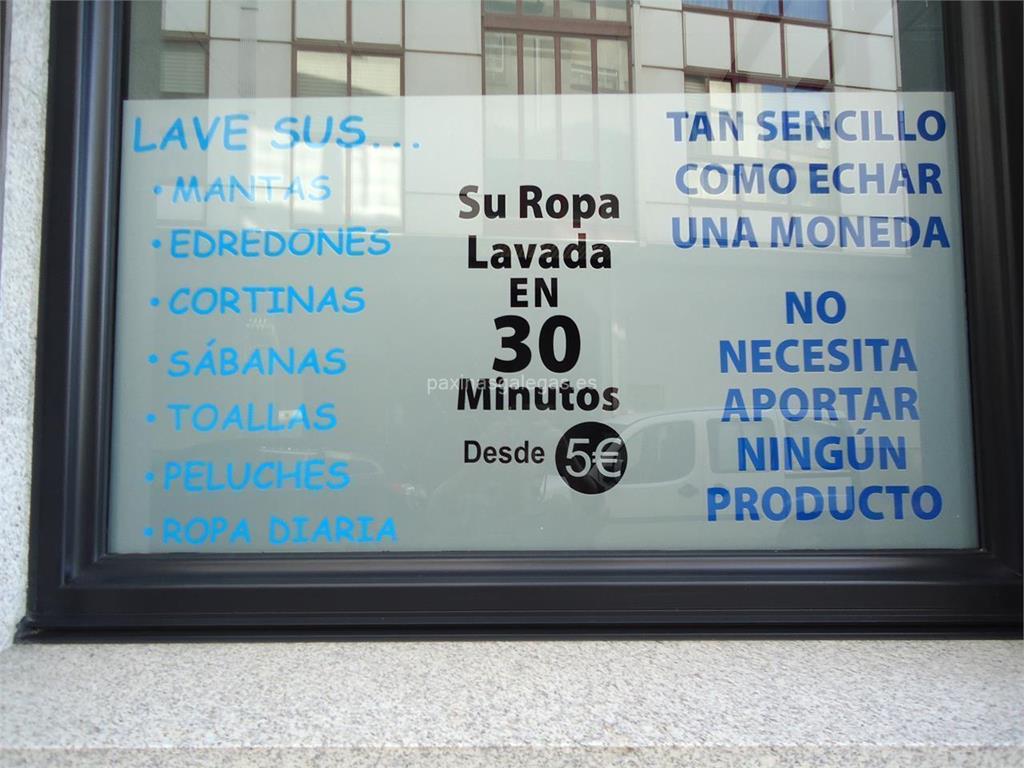 LAVE SUS...
• MANTAS
• EDREDONES
• CORTINAS
• SÁBANAS
• TOALLAS
• PELUCHES
• ROPA DIARIA
Su Ropa
Lavada
EN
30
Minutos
Desde 5€
paxinasgalegas.es
TAN SENCILLO
COMO ECHAR
UNA MONEDA
NO
NECESITA
APORTAR
NINGÚN
PRODUCTO